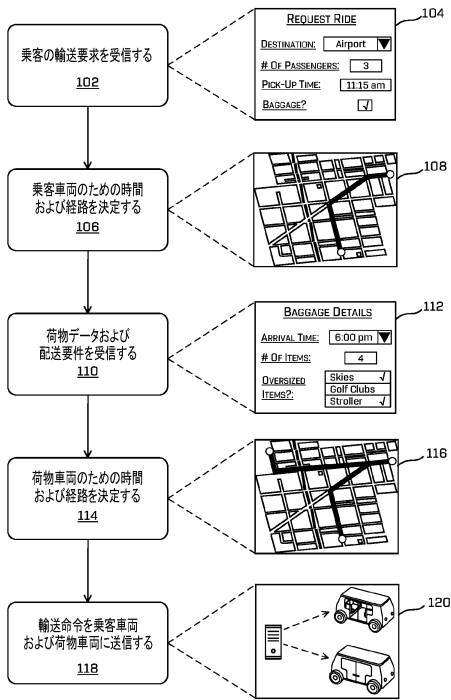 乗客の輸送要求を受信する
102
REQUEST RIDE
104
DESTINATION: Airport
# OF PASSENGERS: 3
PICK-UP TIME: 11:15 am
BAGGAGE? √
乗客車両のための時間
および経路を決定する
106
108
荷物データおよび
配送要件を受信する
110
BAGGAGE DETAILS
112
ARRIVAL TIME: 6:00 pm
# OF ITEMS: 4
OVERSIZED
ITEMS?:
Skies √
Golf Clubs
Stroller √
荷物車両のための時間
および経路を決定する
114
116
輸送命令を乗客車両
および荷物車両に送信する
118
120